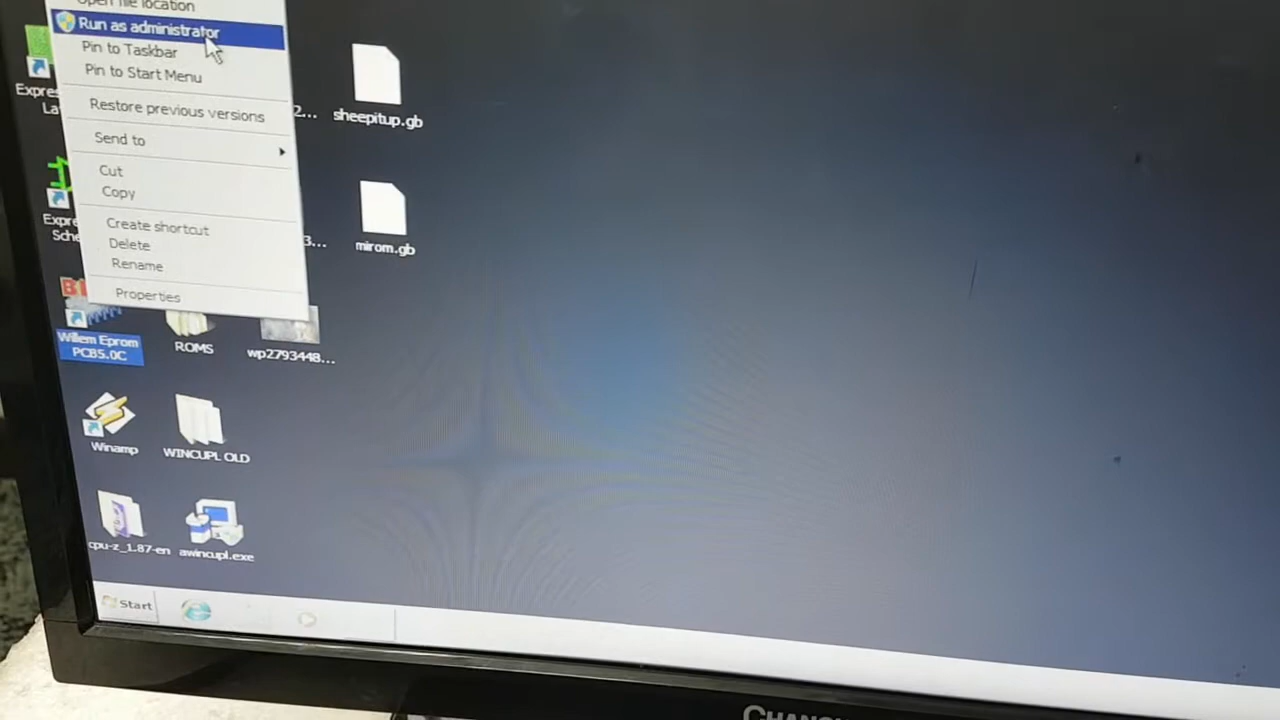 Open file location
Run as administrator
Pin to Taskbar
Pin to Start Menu
Restore previous versions
Send to
Cut
Copy
Create shortcut
Delete
Rename
Properties
sheepitup.gb
mirom.gb
Willem Eprom
PCB5.0C
ROMS
wp2793448...
Winamp
WINCUPL OLD
cpu-z_1.87-en
awincupl.exe
Start